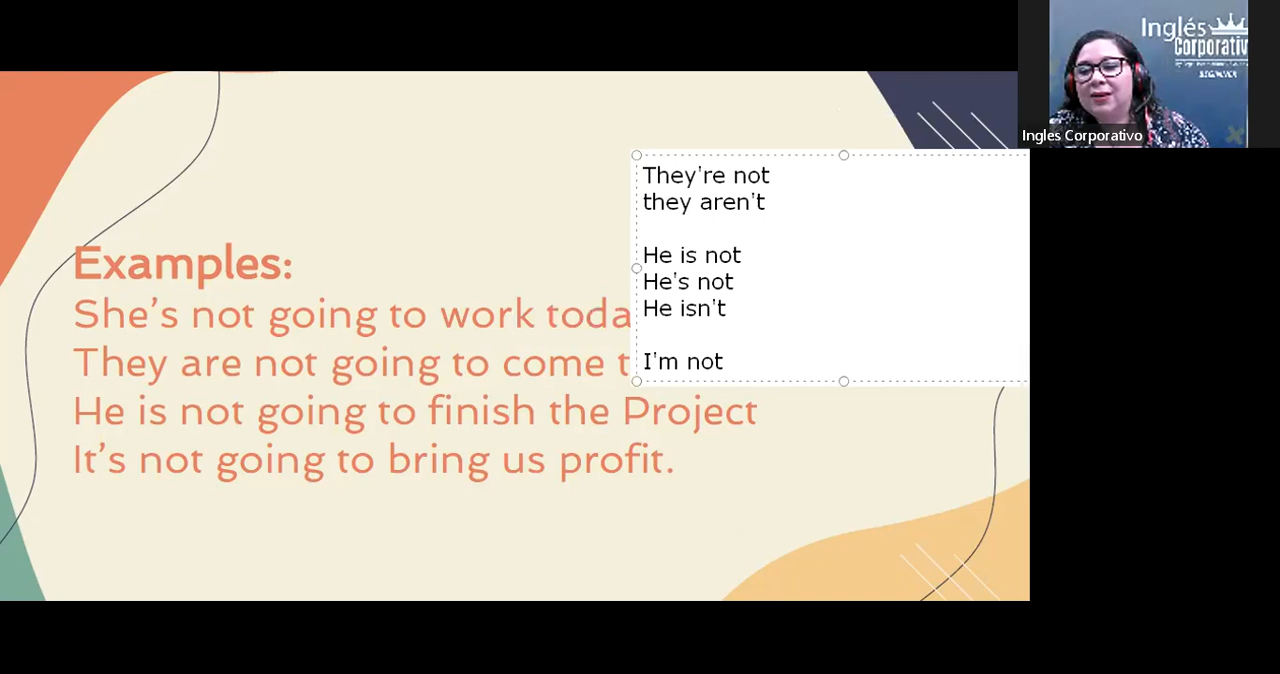 Inglés
Corporativ
BEGINNER
Ingles Corporativo
They're not
they aren't
He is not
He's not
He isn't
I'm not
Examples:
She's not going to work toda
They are not going to come t
He is not going to finish the Project
It's not going to bring us profit.